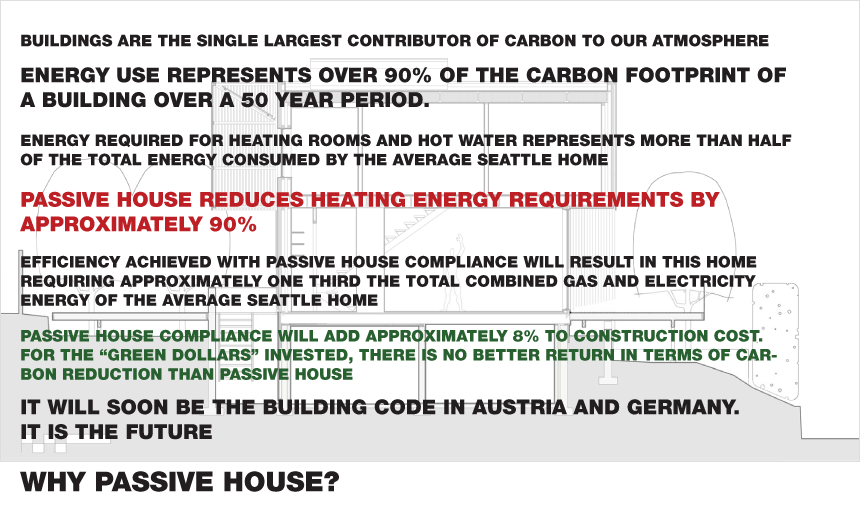 BUILDINGS ARE THE SINGLE LARGEST CONTRIBUTOR OF CARBON TO OUR ATMOSPHERE
ENERGY USE REPRESENTS OVER 90% OF THE CARBON FOOTPRINT OF
A BUILDING OVER A 50 YEAR PERIOD.
ENERGY REQUIRED FOR HEATING ROOMS AND HOT WATER REPRESENTS MORE THAN HALF
OF THE TOTAL ENERGY CONSUMED BY THE AVERAGE SEATTLE HOME
PASSIVE HOUSE REDUCES HEATING ENERGY REQUIREMENTS BY
APPROXIMATELY 90%
EFFICIENCY ACHIEVED WITH PASSIVE HOUSE COMPLIANCE WILL RESULT IN THIS HOME
REQUIRING APPROXIMATELY ONE THIRD THE TOTAL COMBINED GAS AND ELECTRICITY
ENERGY OF THE AVERAGE SEATTLE HOME
PASSIVE HOUSE COMPLIANCE WILL ADD APPROXIMATELY 8% TO CONSTRUCTION COST.
FOR THE “GREEN DOLLARS” INVESTED, THERE IS NO BETTER RETURN IN TERMS OF CAR-
BON REDUCTION THAN PASSIVE HOUSE
IT WILL SOON BE THE BUILDING CODE IN AUSTRIA AND GERMANY.
IT IS THE FUTURE
WHY PASSIVE HOUSE?